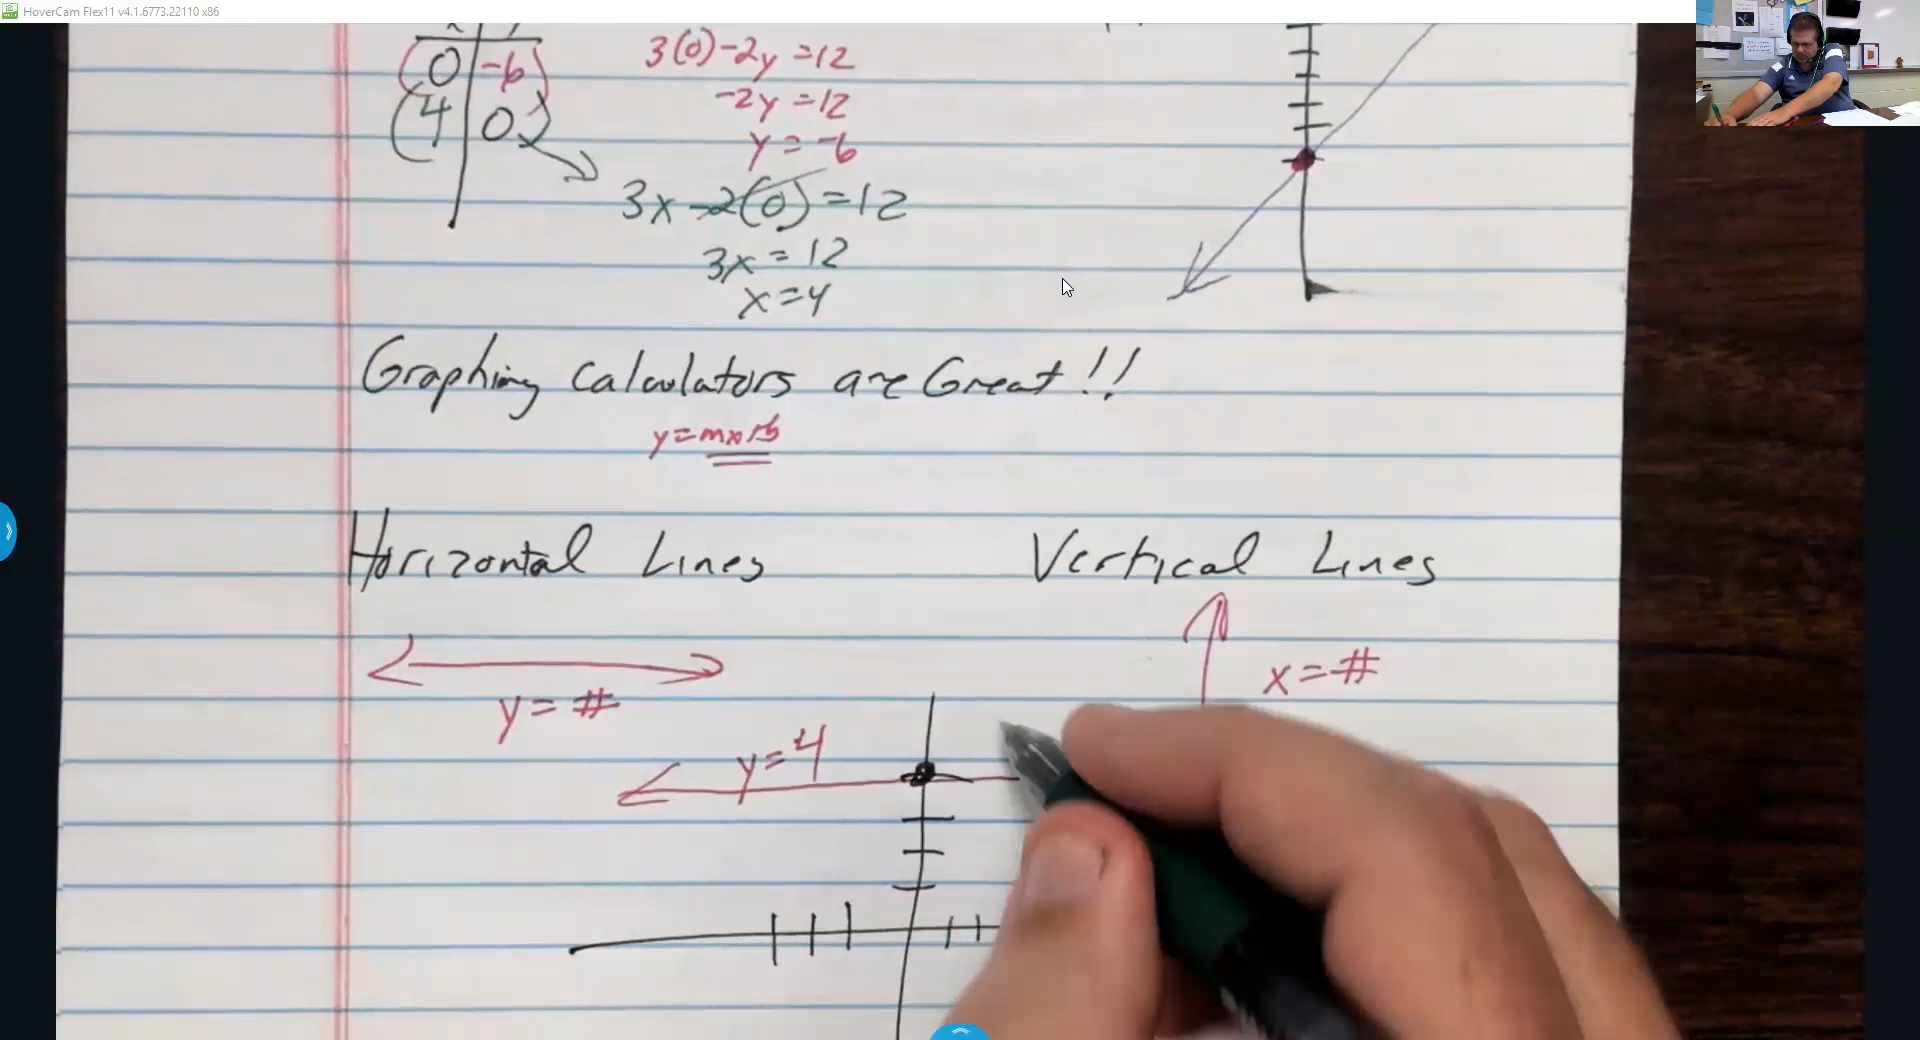 HoverCam Flex11 v4.1.6773.22110 x86
0 -6
4 0
3(0)-2y=12
-2y=12
y=-6
3x-2(0)=12
3x=12
x=4
Graphing Calculators are Great!!
y=mx+b
Horizontal Lines
Vertical Lines
y=#
x=#
y=4